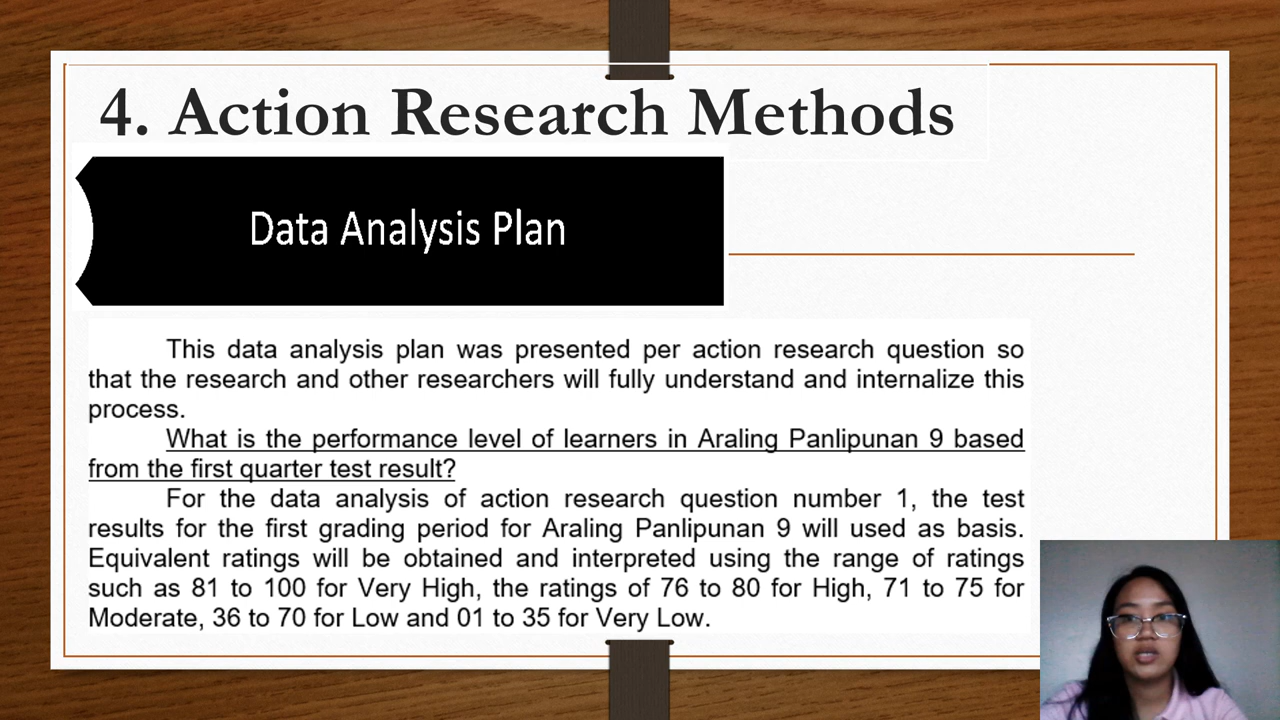 4. Action Research Methods
Data Analysis Plan
This data analysis plan was presented per action research question so
that the research and other researchers will fully understand and internalize this
process.
What is the performance level of learners in Araling Panlipunan 9 based
from the first quarter test result?
For the data analysis of action research question number 1, the test
results for the first grading period for Araling Panlipunan 9 will used as basis.
Equivalent ratings will be obtained and interpreted using the range of ratings
such as 81 to 100 for Very High, the ratings of 76 to 80 for High, 71 to 75 for
Moderate, 36 to 70 for Low and 01 to 35 for Very Low.